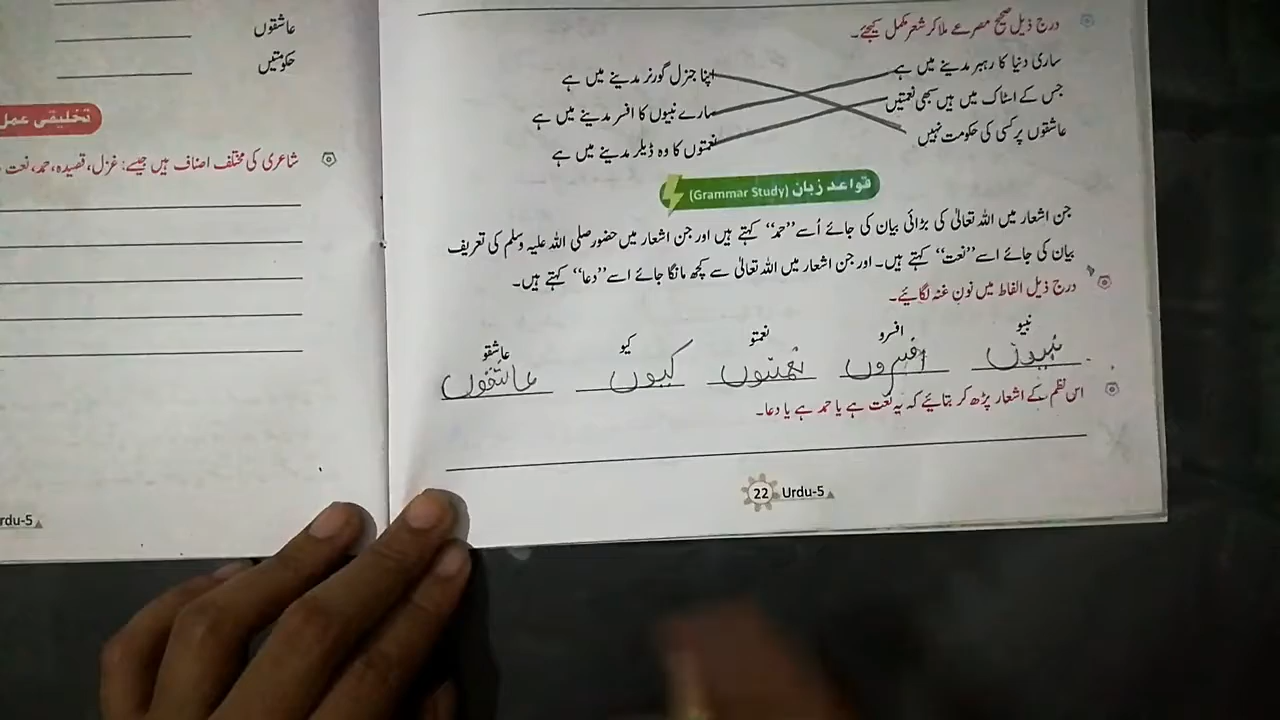 درج ذیل صحیح مصرعے ملا کر شعر مکمل کیجئے۔
ساری دنیا کا رہبر مدینے میں ہے
اپنا جنرل گورنر مدینے میں ہے
جس کے اسٹاک میں ہیں سبھی نعمتیں
سارے نبیوں کا افسر مدینے میں ہے
عاشقوں پر کسی کی حکومت نہیں
نعمتوں کا وہ ڈیلر مدینے میں ہے
قواعد زبان (Grammar Study)
جن اشعار میں اللہ تعالیٰ کی بڑائی بیان کی جائے اُسے ”حمد“ کہتے ہیں اور جن اشعار میں حضور صلی اللہ علیہ وسلم کی تعریف
بیان کی جائے اسے ”نعت“ کہتے ہیں۔ اور جن اشعار میں اللہ تعالیٰ سے کچھ مانگا جائے اسے ”دعا“ کہتے ہیں۔
درج ذیل الفاظ میں نونِ غنہ لگائیے۔
نبیو افسرو نعمتو کیو عاشقو
نبیوں افسروں نعمتوں کیوں عاشقوں
اس نظم کے اشعار پڑھ کر بتائیے کہ یہ نعت ہے یا حمد ہے یا دعا۔
22 Urdu-5
عاشقوں
حکومتیں
تخلیقی عمل
شاعری کی مختلف اصناف ہیں جیسے: غزل، قصیدہ، حمد، نعت
rdu-5